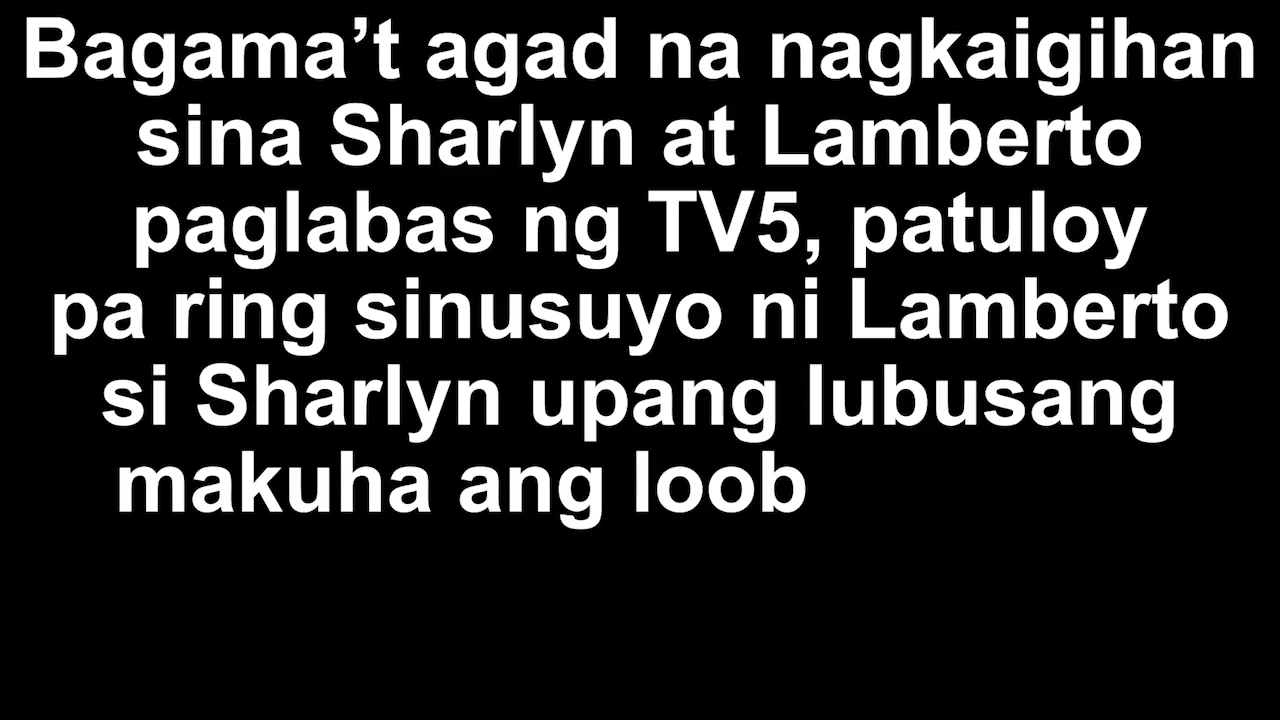 Bagama’t agad na nagkaigihan
sina Sharlyn at Lamberto
paglabas ng TV5, patuloy
pa ring sinusuyo ni Lamberto
si Sharlyn upang lubusang
makuha ang loob